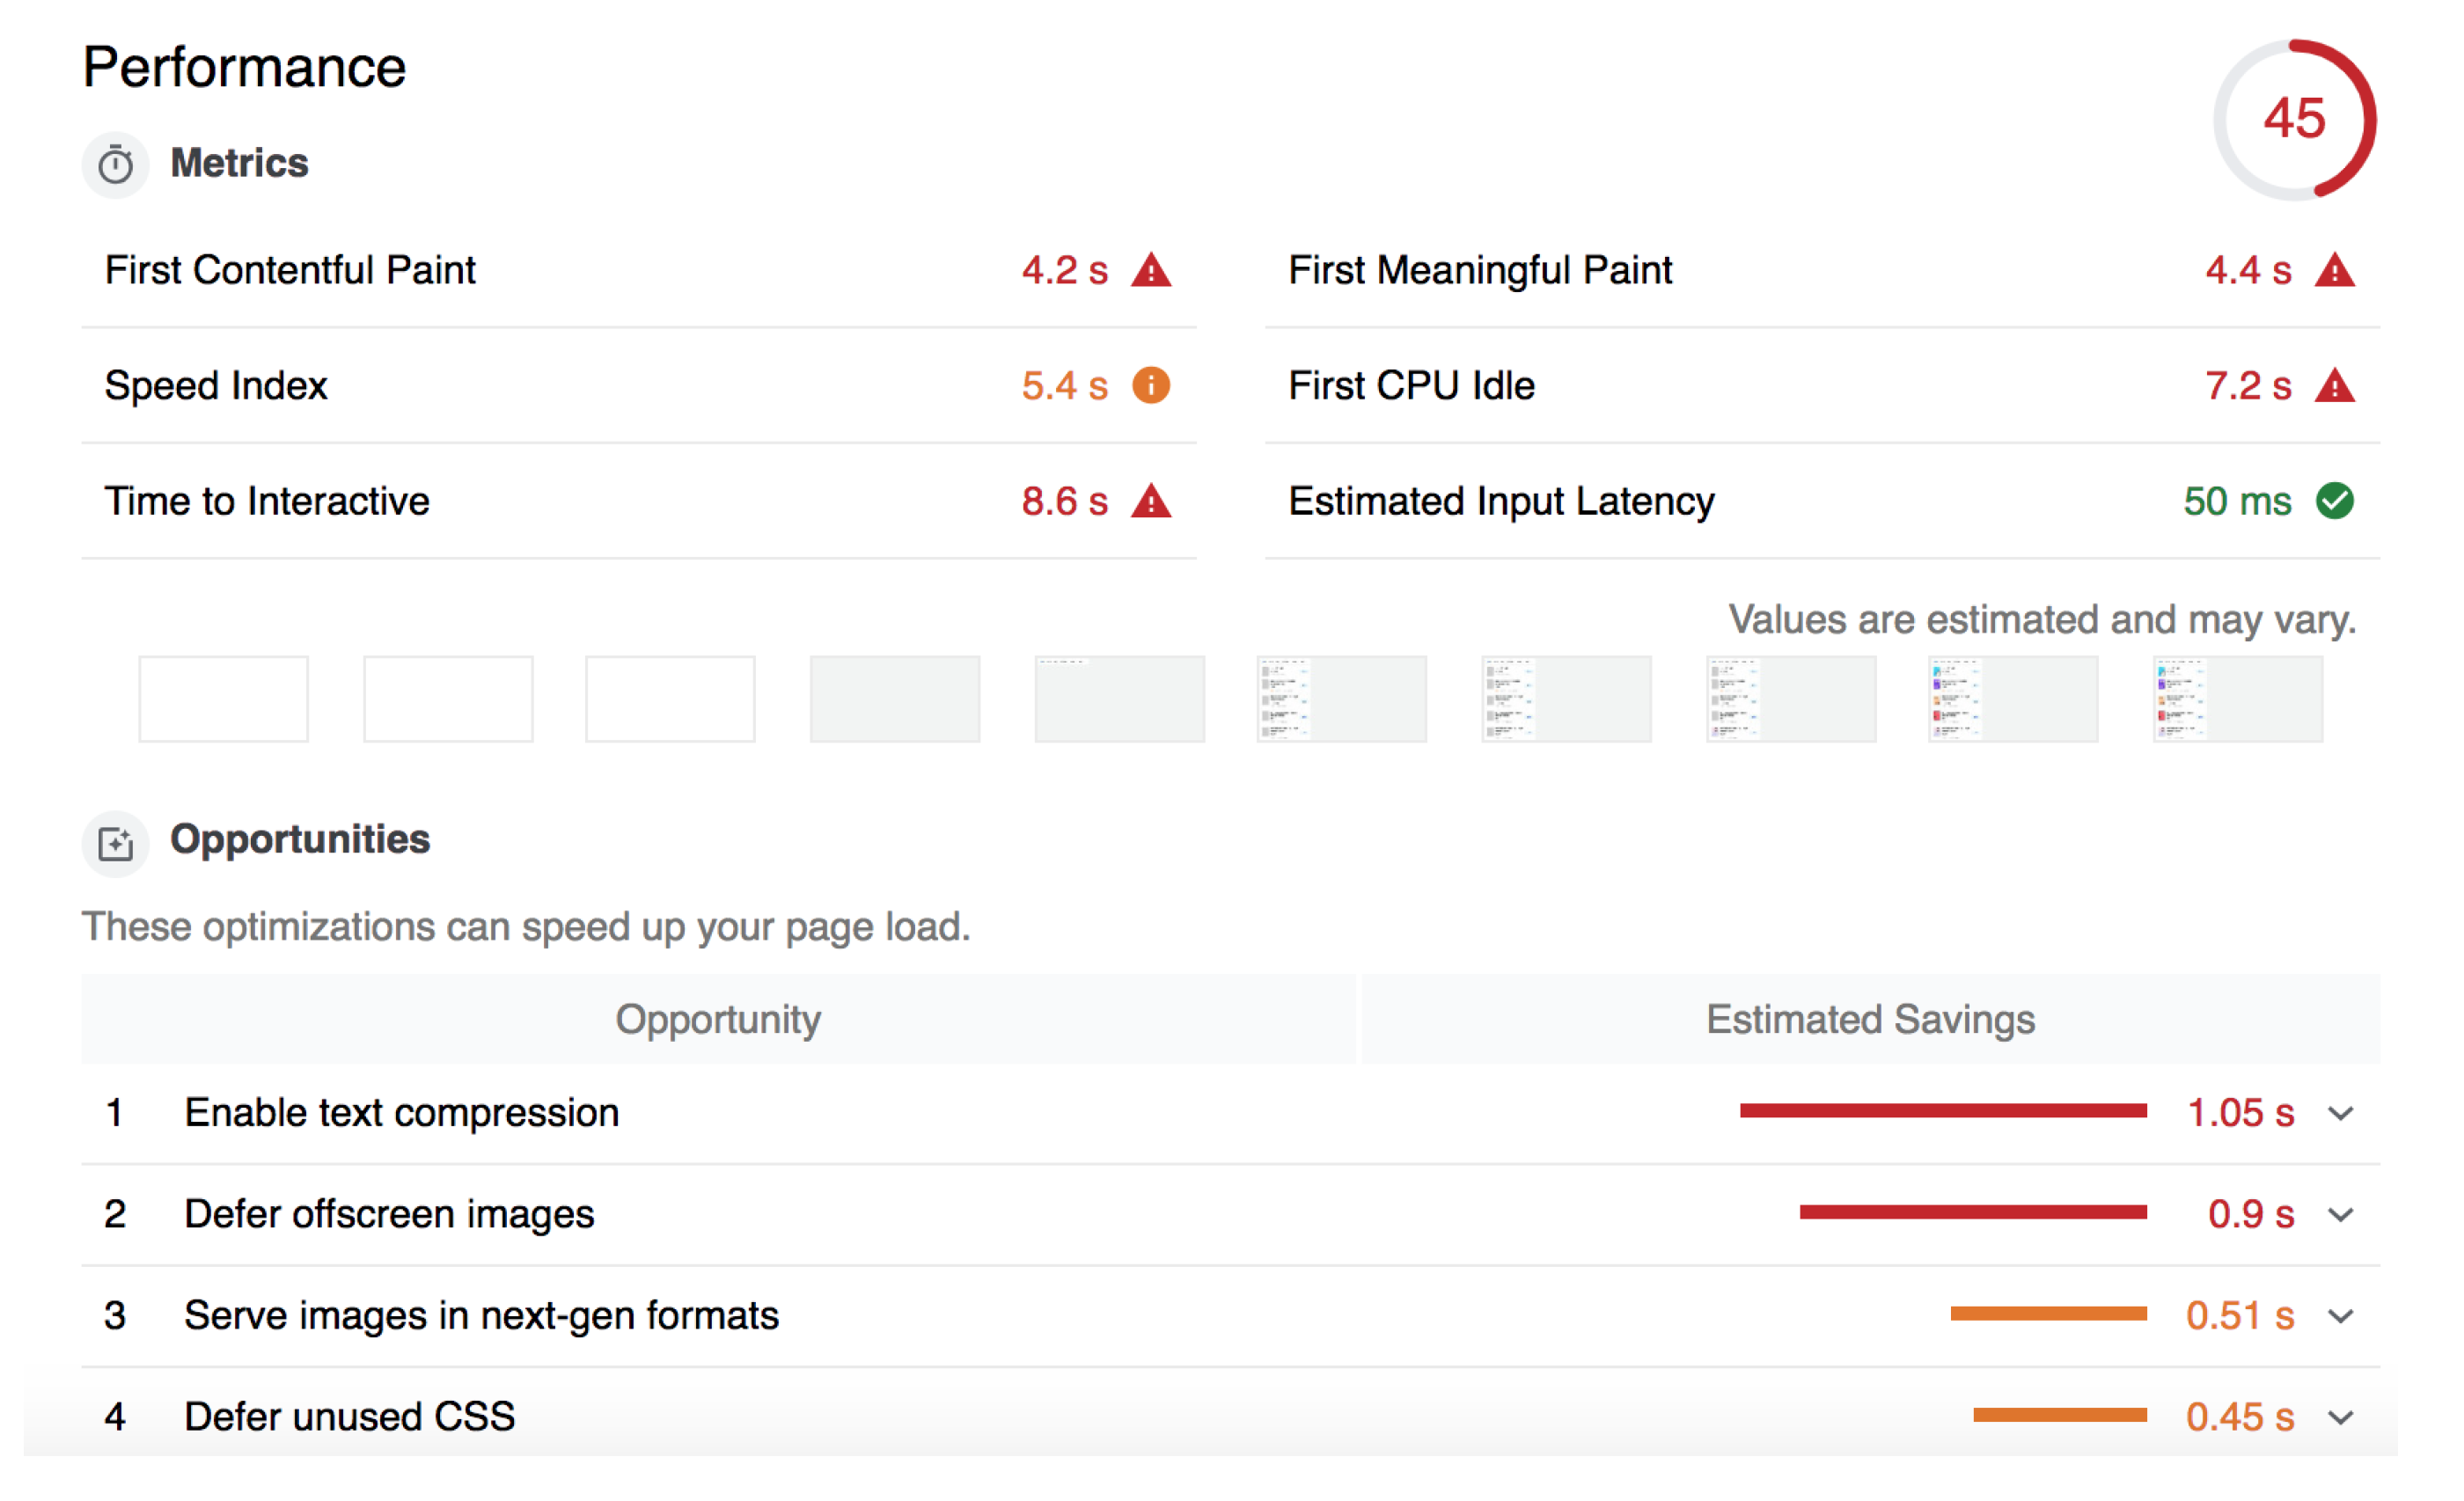 Performance
45
Metrics
First Contentful Paint 4.2 s
First Meaningful Paint 4.4 s
Speed Index 5.4 s
First CPU Idle 7.2 s
Time to Interactive 8.6 s
Estimated Input Latency 50 ms
Values are estimated and may vary.
Opportunities
These optimizations can speed up your page load.
Opportunity Estimated Savings
1 Enable text compression 1.05 s
2 Defer offscreen images 0.9 s
3 Serve images in next-gen formats 0.51 s
4 Defer unused CSS 0.45 s